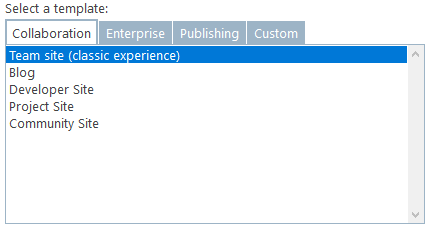 Select a template:
Collaboration Enterprise Publishing Custom
Team site (classic experience)
Blog
Developer Site
Project Site
Community Site